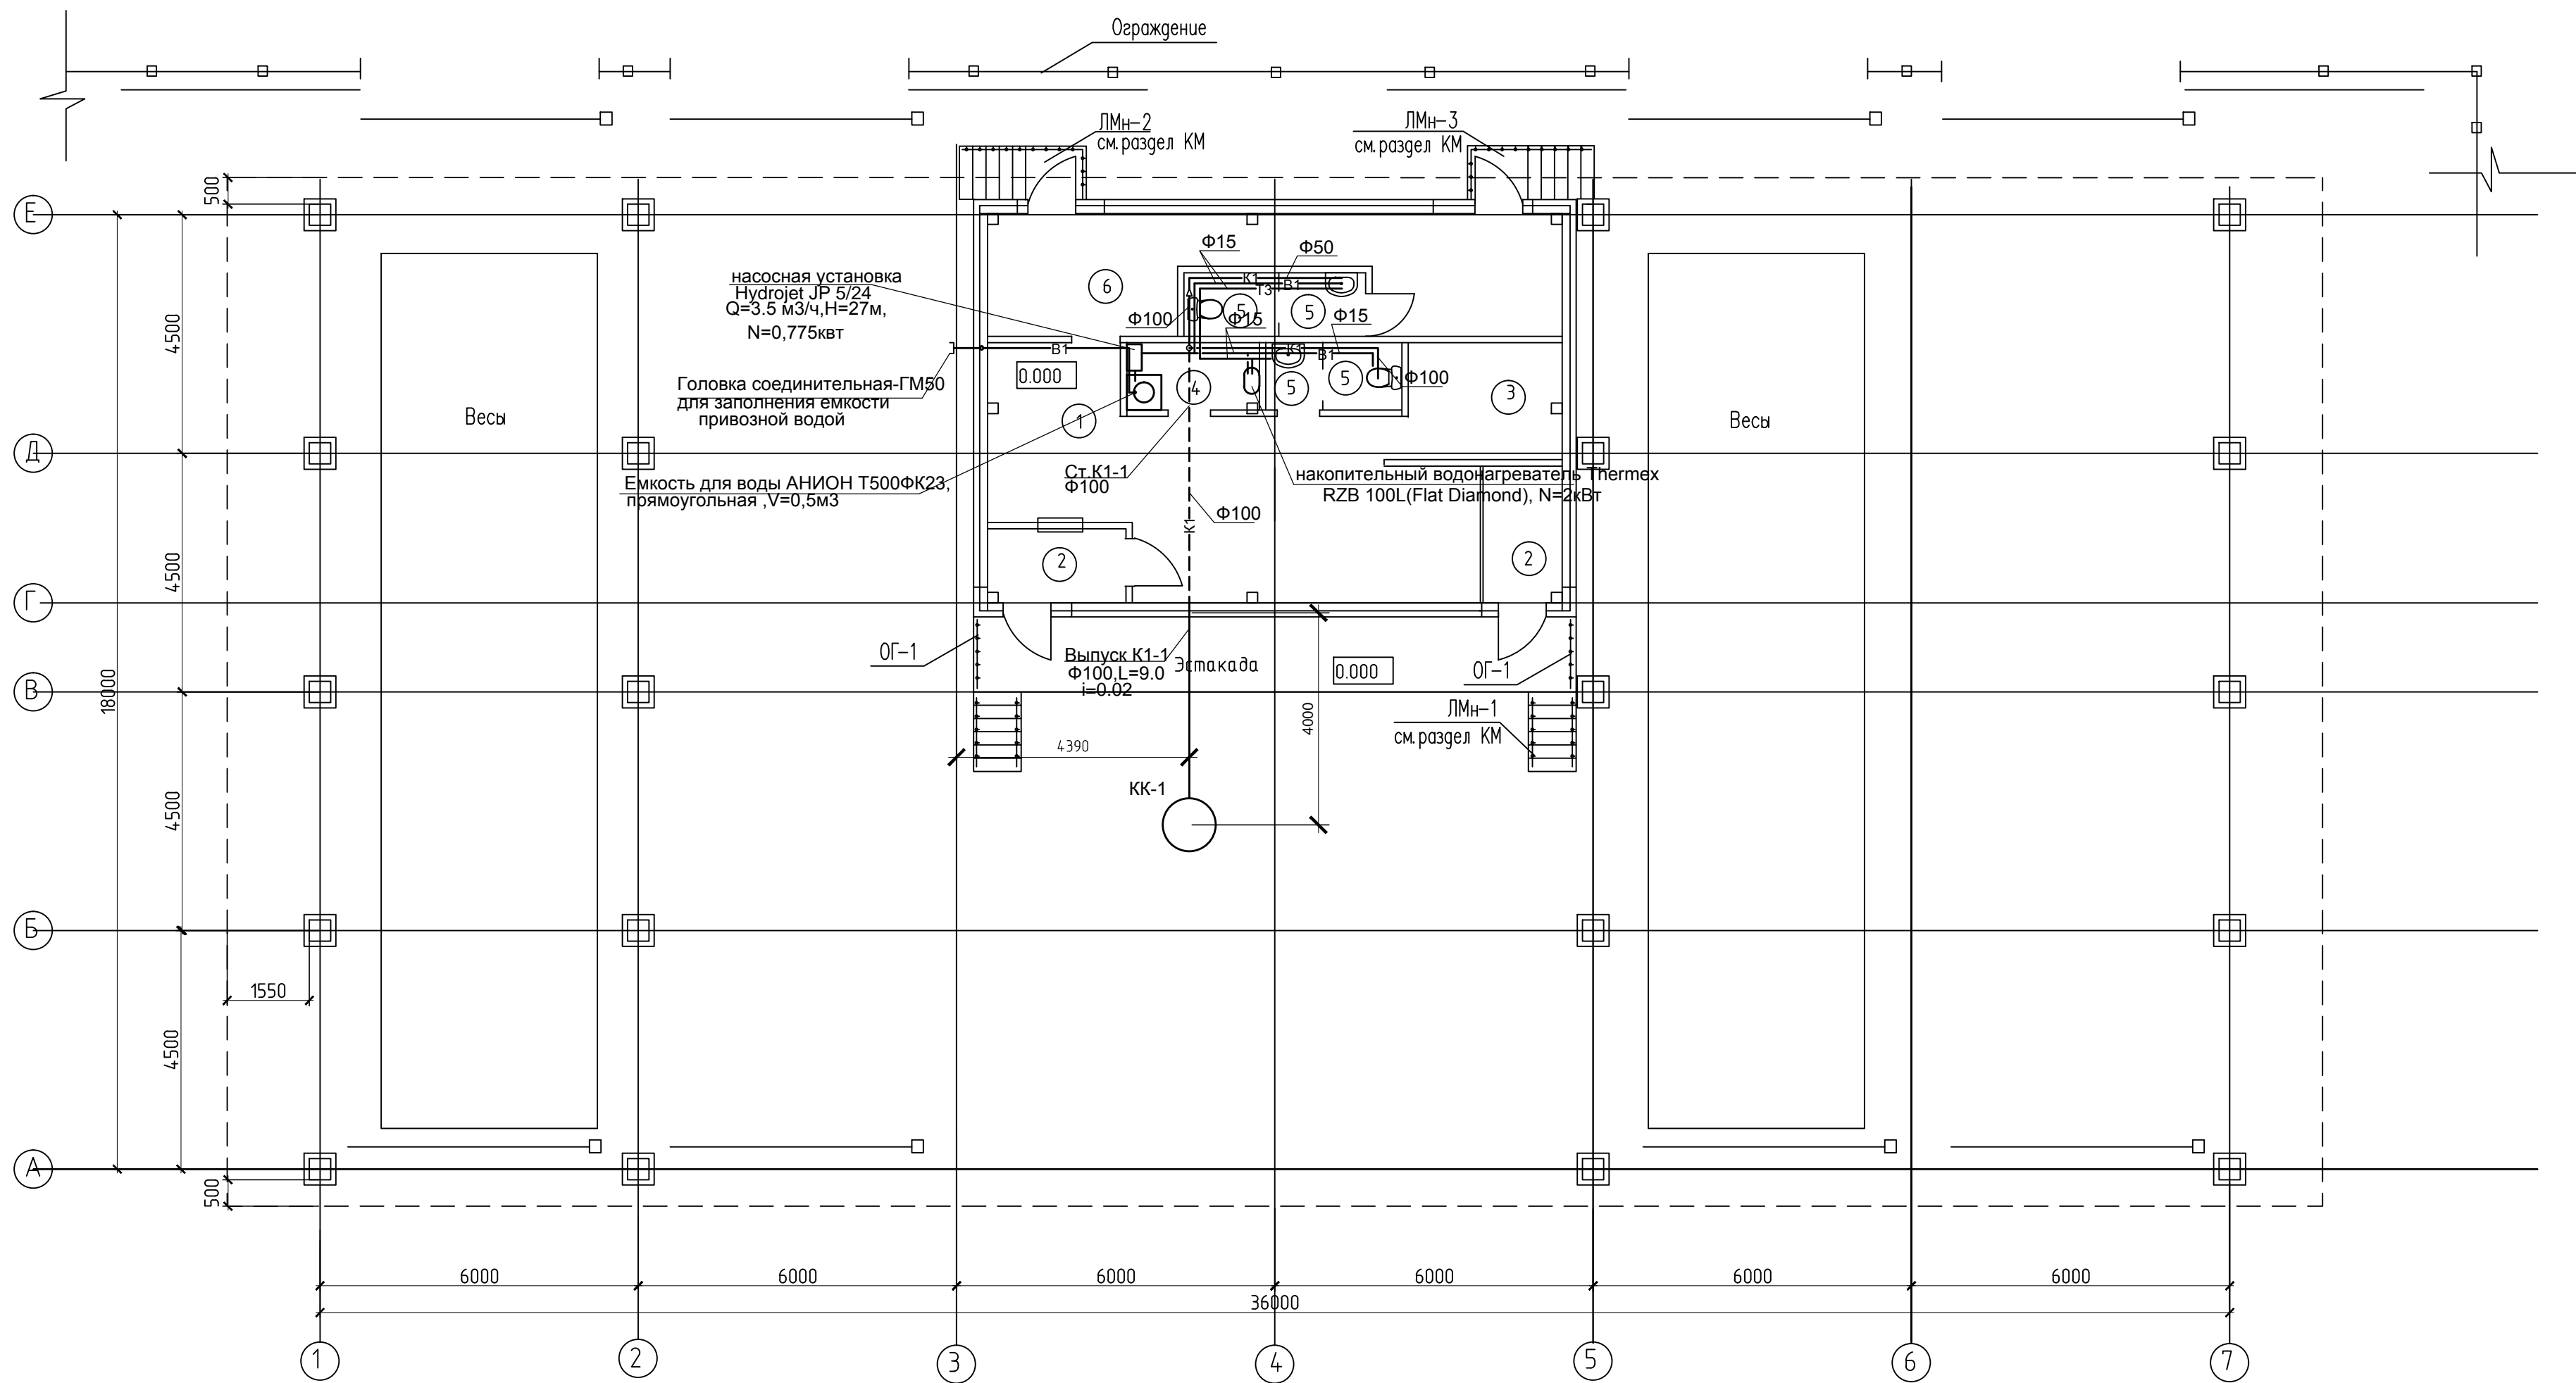 Ограждение
ЛМн-2
см.раздел КМ
ЛМн-3
см.раздел КМ
500
Е
Ф15
Ф50
насосная установка
Hydrojet JP 5/24
Q=3.5 м3/ч,Н=27м,
N=0,775квт
6
К1
В1
Т3
5
5
Ф100
Ф15
Ф15
4500
В1
К1
В1
0.000
Головка соединительная-ГМ50
для заполнения емкости
привозной водой
4
5
5
Ф100
3
1
Весы
Весы
Д
Ст.К1-1
Ф100
Емкость для воды АНИОН Т500ФК23,
прямоугольная ,V=0,5м3
накопительный водонагреватель Thermex
RZB 100L(Flat Diamond), N=2кВт
Ф100
К1
2
2
4500
Г
ОГ-1
Выпуск К1-1
Ф100,L=9.0
i=0.02
Эстакада
0.000
ОГ-1
18000
В
ЛМн-1
см.раздел КМ
4390
4000
КК-1
4500
Б
1550
4500
А
500
6000
6000
6000
6000
6000
6000
36000
1
2
3
4
5
6
7